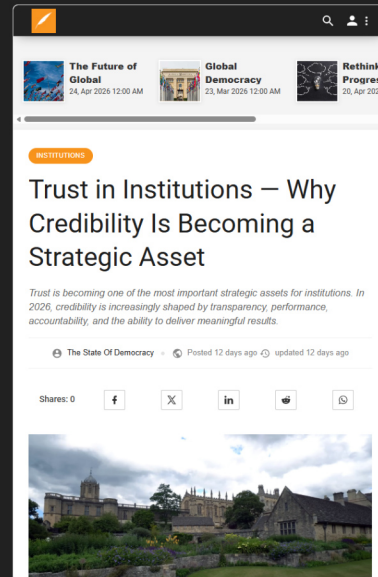 The Future of
Global
24, Apr 2026 12:00 AM
Global
Democracy
23, Mar 2026 12:00 AM
Rethink
Progres
20, Apr 202
INSTITUTIONS
Trust in Institutions — Why
Credibility Is Becoming a
Strategic Asset
Trust is becoming one of the most important strategic assets for institutions. In
2026, credibility is increasingly shaped by transparency, performance,
accountability, and the ability to deliver meaningful results.
The State Of Democracy
Posted 12 days ago
updated 12 days ago
Shares: 0